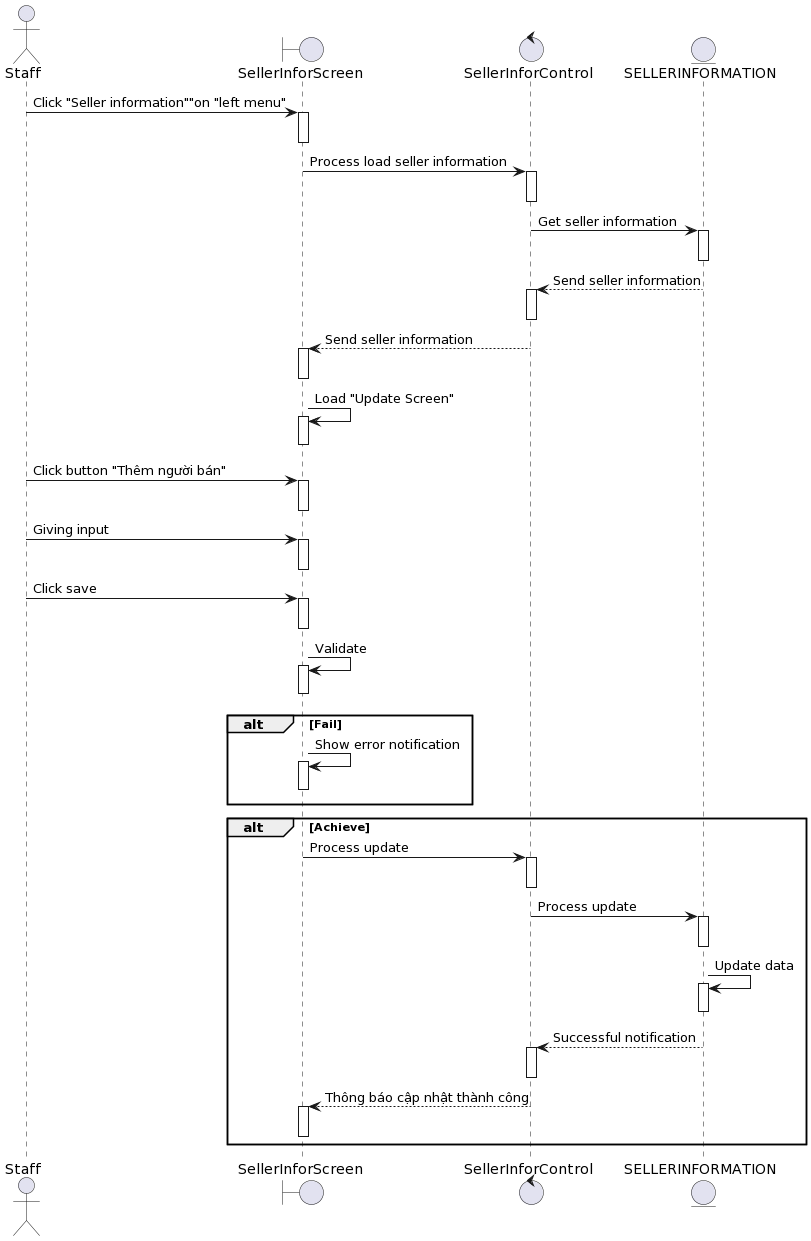 Staff
SellerInforScreen
SellerInforControl
SELLERINFORMATION
Click "Seller information""on "left menu"
Process load seller information
Get seller information
Send seller information
Send seller information
Load "Update Screen"
Click button "Thêm người bán"
Giving input
Click save
Validate
alt [Fail]
Show error notification
alt [Achieve]
Process update
Process update
Update data
Successful notification
Thông báo cập nhật thành công
Staff
SellerInforScreen
SellerInforControl
SELLERINFORMATION